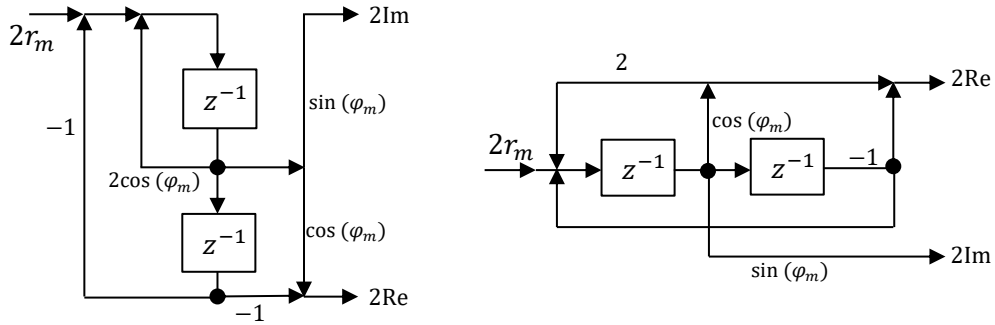 2r_m
2Im
−1
z⁻¹
sin (φ_m)
2cos (φ_m)
z⁻¹
cos (φ_m)
−1
2Re
2
2Re
cos (φ_m)
2r_m
z⁻¹
z⁻¹
−1
sin (φ_m)
2Im